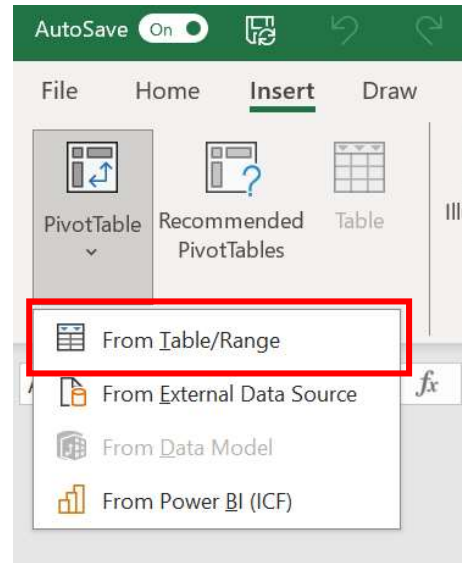 AutoSave On
File Home Insert Draw
PivotTable Recommended PivotTables Table Ill
From Table/Range
From External Data Source fx
From Data Model
From Power BI (ICF)